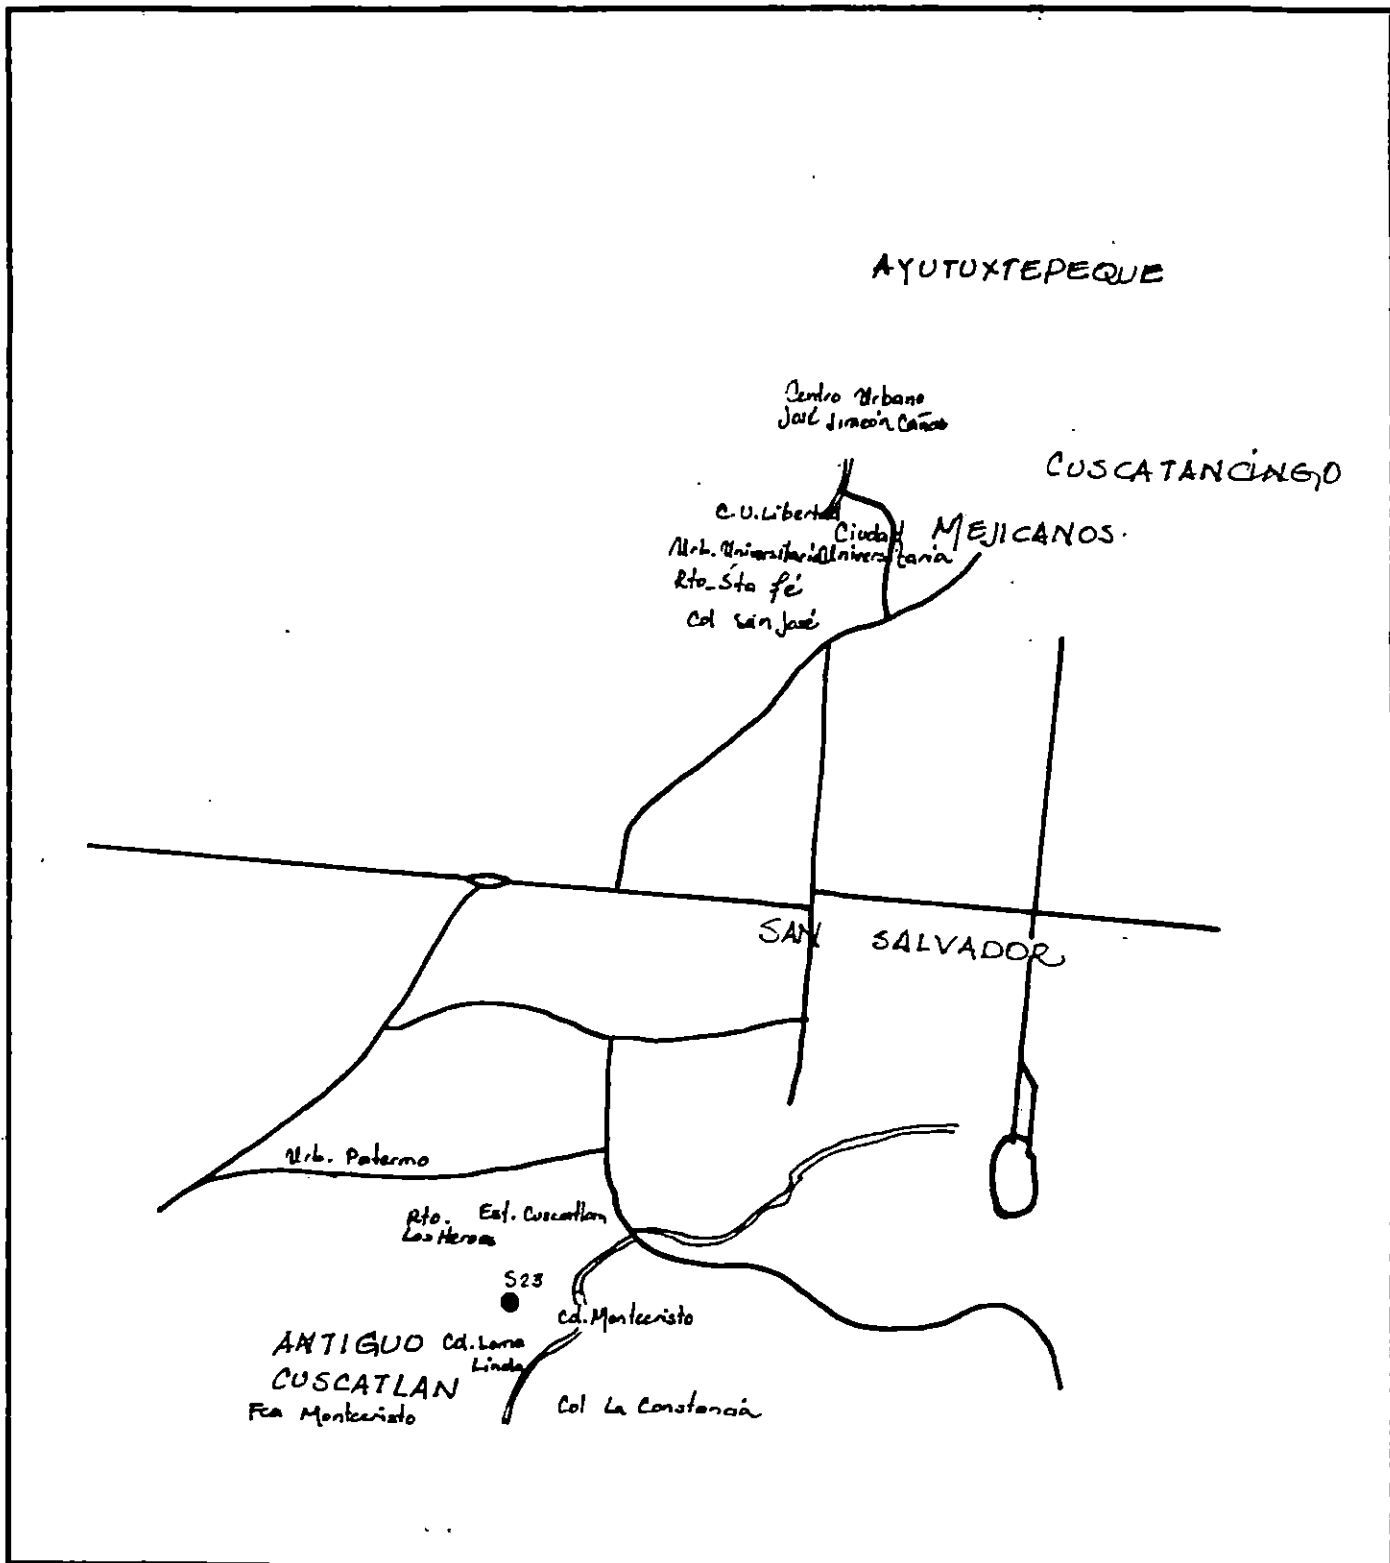 AYUTUXTEPEQUE
Centro Urbano
José Simeón Cañas
CUSCATANCINGO
C.U. Libertad
Ciudad
MEJICANOS.
Urb. Universitaria
Universitaria
Rto. Sta fé
Col San José
SAN SALVADOR
Urb. Palermo
Rto.
Los Heroes
Est. Cuscatlan
S23
Cd. Montecristo
ANTIGUO
CUSCATLAN
Cd. Loma
Linda
Fca Montecristo
Col La Constancia